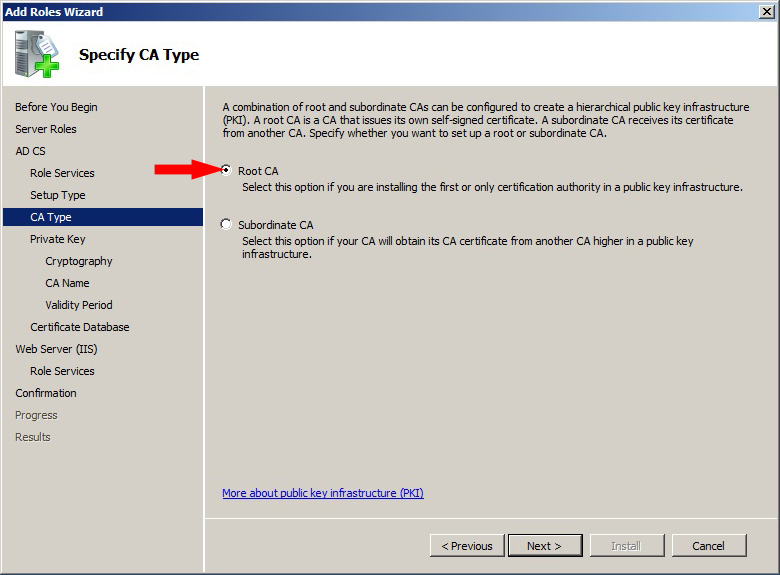 Add Roles Wizard
Specify CA Type
Before You Begin
Server Roles
AD CS
Role Services
Setup Type
CA Type
Private Key
Cryptography
CA Name
Validity Period
Certificate Database
Web Server (IIS)
Role Services
Confirmation
Progress
Results
A combination of root and subordinate CAs can be configured to create a hierarchical public key infrastructure
(PKI). A root CA is a CA that issues its own self-signed certificate. A subordinate CA receives its certificate
from another CA. Specify whether you want to set up a root or subordinate CA.
Root CA
Select this option if you are installing the first or only certification authority in a public key infrastructure.
Subordinate CA
Select this option if your CA will obtain its CA certificate from another CA higher in a public key
infrastructure.
More about public key infrastructure (PKI)
< Previous
Next >
Install
Cancel